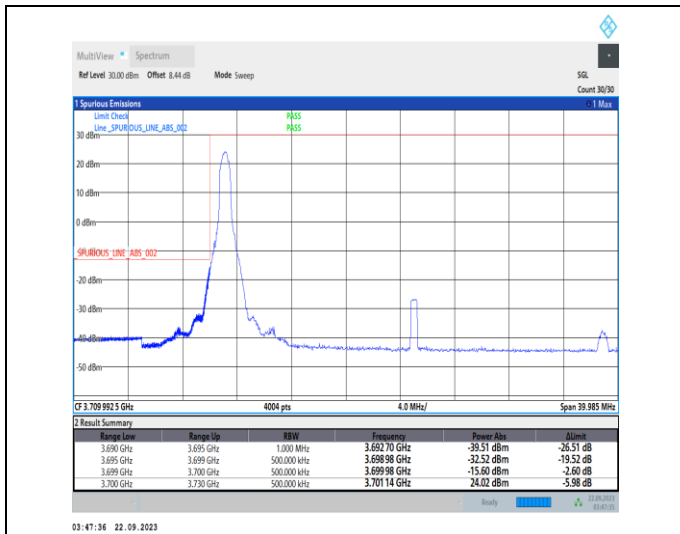 MultiView Spectrum
Ref Level 30.00 dBm Offset 8.44 dB Mode Sweep SGL
Count 30/30
1 Spurious Emissions 1 Max
Limit Check PASS
Line _SPURIOUS_LINE_ABS_002 PASS
30 dBm
20 dBm
10 dBm
0 dBm
_SPURIOUS_LINE_ABS_002
-20 dBm
-30 dBm
-40 dBm
-50 dBm
CF 3.709 992 5 GHz 4004 pts 4.0 MHz/ Span 39.985 MHz
2 Result Summary
Range Low Range Up RBW Frequency Power Abs ΔLimit
3.690 GHz 3.695 GHz 1.000 MHz 3.692 70 GHz -39.51 dBm -26.51 dB
3.695 GHz 3.699 GHz 500.000 kHz 3.698 98 GHz -32.52 dBm -19.52 dB
3.699 GHz 3.700 GHz 500.000 kHz 3.699 98 GHz -15.60 dBm -2.60 dB
3.700 GHz 3.730 GHz 500.000 kHz 3.701 14 GHz 24.02 dBm -5.98 dB
Ready 22.09.2023
03:47:35
03:47:36 22.09.2023